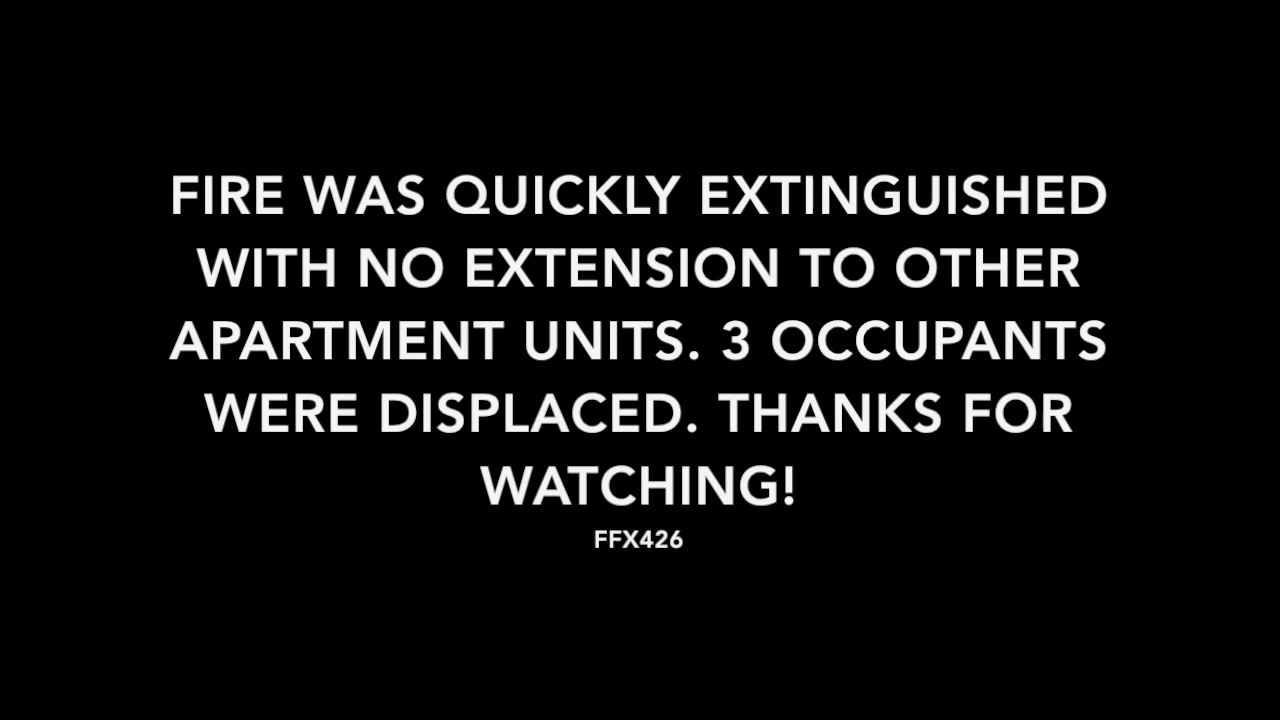 FIRE WAS QUICKLY EXTINGUISHED
WITH NO EXTENSION TO OTHER
APARTMENT UNITS. 3 OCCUPANTS
WERE DISPLACED. THANKS FOR
WATCHING!
FFX426